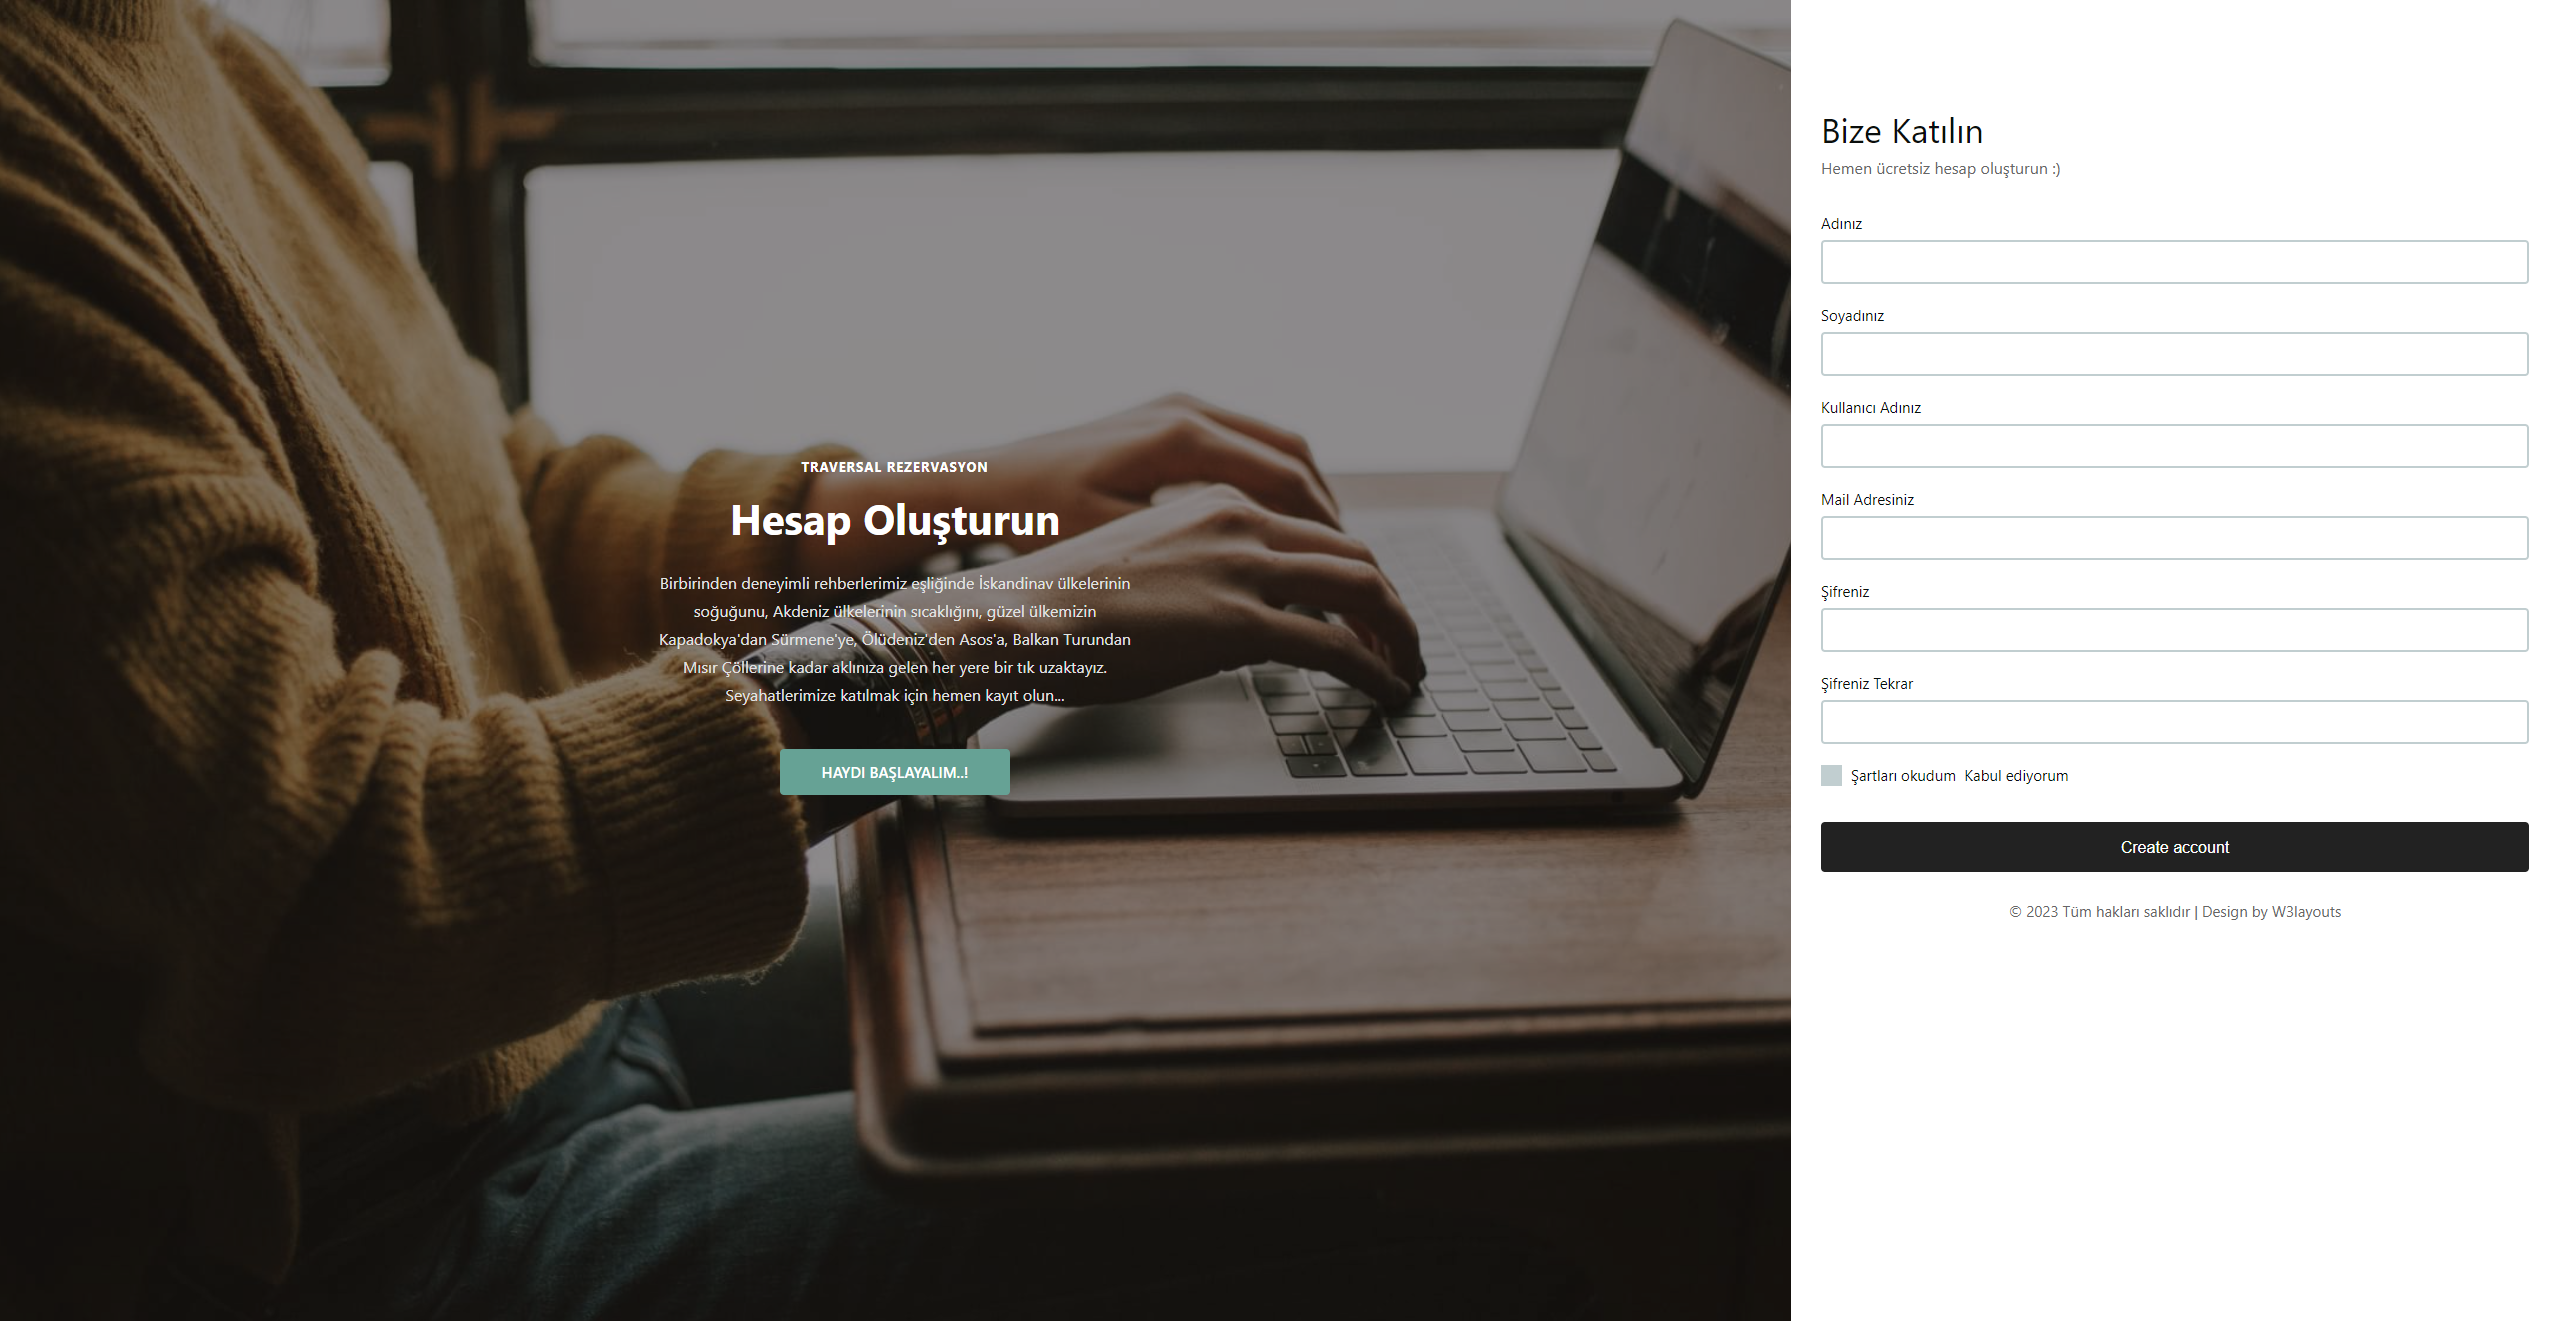 TRAVERSAL REZERVASYON
Hesap Oluşturun
Birbirinden deneyimli rehberlerimiz eşliğinde İskandinav ülkelerinin
soğuğunu, Akdeniz ülkelerinin sıcaklığını, güzel ülkemizin
Kapadokya'dan Sürmene'ye, Ölüdeniz'den Asos'a, Balkan Turundan
Mısır Çöllerine kadar aklınıza gelen her yere bir tık uzaktayız.
Seyahatlerimize katılmak için hemen kayıt olun...
HAYDI BAŞLAYALIM..!
Bize Katılın
Hemen ücretsiz hesap oluşturun :)
Adınız
Soyadınız
Kullanıcı Adınız
Mail Adresiniz
Şifreniz
Şifreniz Tekrar
Şartları okudum Kabul ediyorum
Create account
© 2023 Tüm hakları saklıdır | Design by W3layouts